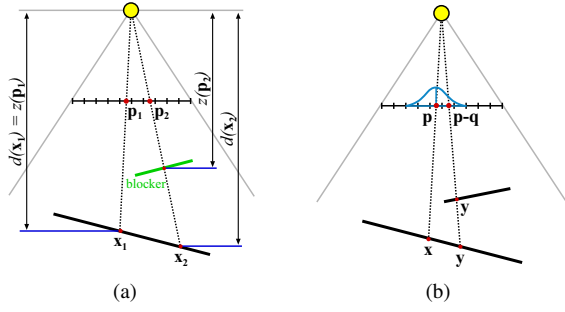 d(x₁) = z(p₁)
p₁
p₂
z(p₂)
d(x₂)
blocker
x₁
x₂
(a)
p
p-q
y
x
y
(b)